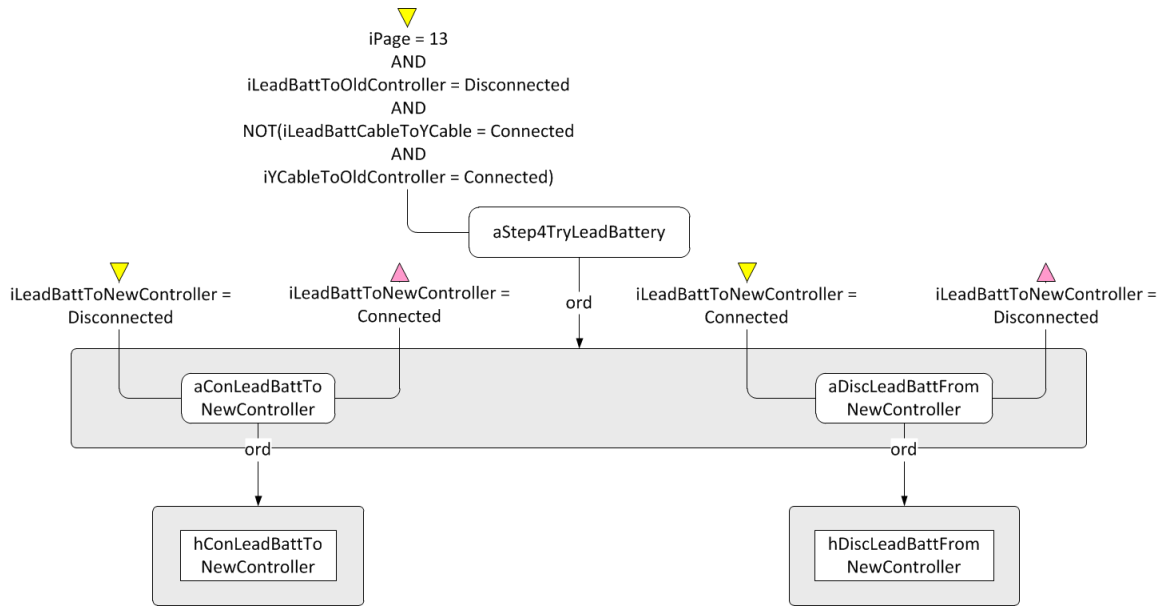 iPage = 13
AND
iLeadBattToOldController = Disconnected
AND
NOT(iLeadBattCableToYCable = Connected
AND
iYCableToOldController = Connected)
aStep4TryLeadBattery
iLeadBattToNewController =
Disconnected
iLeadBattToNewController =
Connected
ord
iLeadBattToNewController =
Connected
iLeadBattToNewController =
Disconnected
aConLeadBattTo
NewController
aDiscLeadBattFrom
NewController
ord
ord
hConLeadBattTo
NewController
hDiscLeadBattFrom
NewController